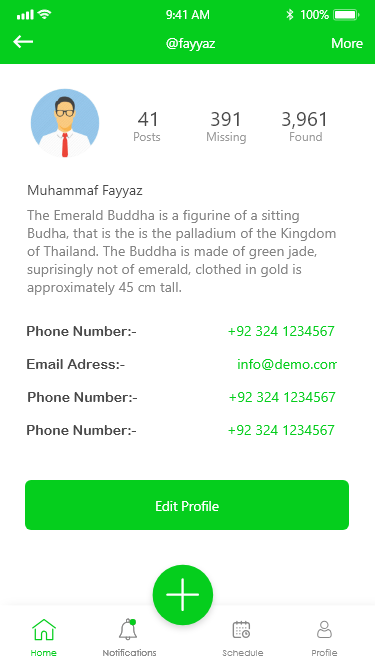 9:41 AM 100%
@fayyaz More
41 391 3,961
Posts Missing Found
Muhammaf Fayyaz
The Emerald Buddha is a figurine of a sitting
Budha, that is the is the palladium of the Kingdom
of Thailand. The Buddha is made of green jade,
suprisingly not of emerald, clothed in gold is
approximately 45 cm tall.
Phone Number:- +92 324 1234567
Email Adress:- info@demo.com
Phone Number:- +92 324 1234567
Phone Number:- +92 324 1234567
Edit Profile
Home Notifications Schedule Profile